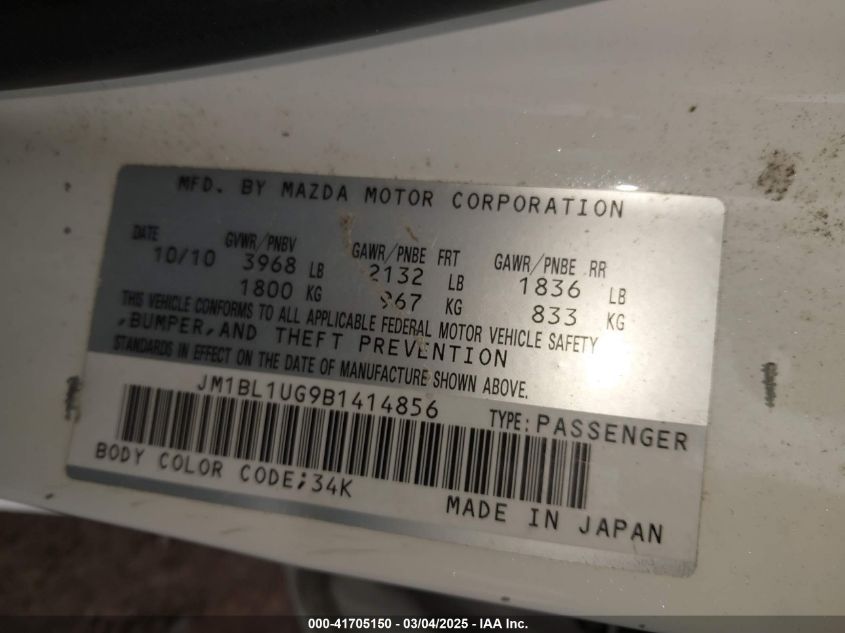 MFD. BY MAZDA MOTOR CORPORATION
DATE GVWR/PNBV GAWR/PNBE FRT GAWR/PNBE RR
10/10 3968 LB 2132 LB 1836 LB
1800 KG 967 KG 833 KG
THIS VEHICLE CONFORMS TO ALL APPLICABLE FEDERAL MOTOR VEHICLE SAFETY
,BUMPER,AND THEFT PREVENTION
STANDARDS IN EFFECT ON THE DATE OF MANUFACTURE SHOWN ABOVE.
JM1BL1UG9B1414856 TYPE:PASSENGER
BODY COLOR CODE;34K
MADE IN JAPAN
000-41705150 - 03/04/2025 - IAA Inc.